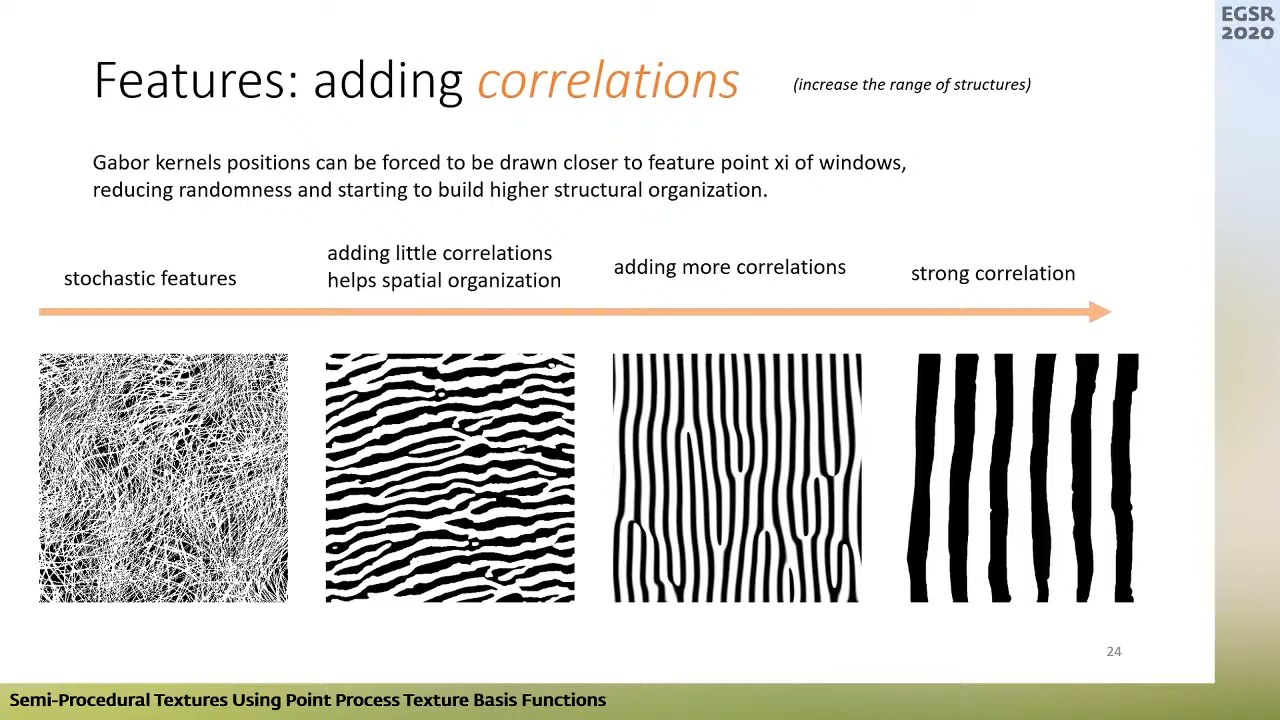 EGSR
2020
Features: adding correlations
(increase the range of structures)
Gabor kernels positions can be forced to be drawn closer to feature point xi of windows,
reducing randomness and starting to build higher structural organization.
stochastic features
adding little correlations
helps spatial organization
adding more correlations
strong correlation
24
Semi-Procedural Textures Using Point Process Texture Basis Functions